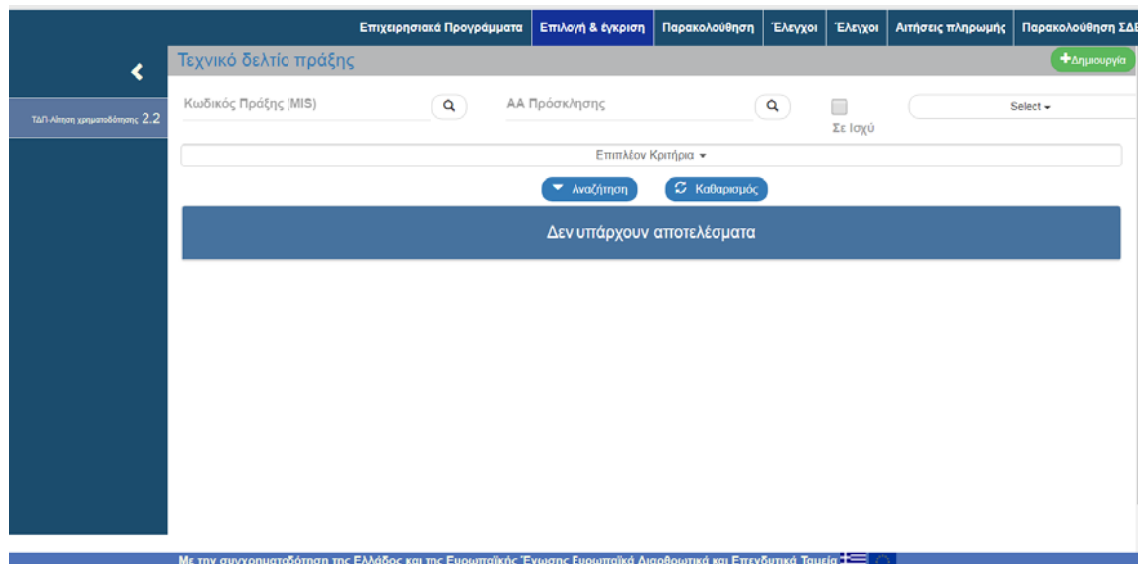 Επιχειρησιακά Προγράμματα Επιλογή & έγκριση Παρακολούθηση Έλεγχοι Έλεγχοι Αιτήσεις πληρωμής Παρακολούθηση ΣΔΕ
Τεχνικό δελτίο πράξης
+Δημιουργία
ΤΔΠ-Αίτηση χρηματοδότησης 2.2
Κωδικός Πράξης (MIS) ΑΑ Πρόσκλησης Σε Ισχύ Select
Επιπλέον Κριτήρια
Αναζήτηση Καθαρισμός
Δεν υπάρχουν αποτελέσματα
Με την συγχρηματοδότηση της Ελλάδος και της Ευρωπαϊκής Ένωσης Ευρωπαϊκά Διαρθρωτικά και Επενδυτικά Ταμεία